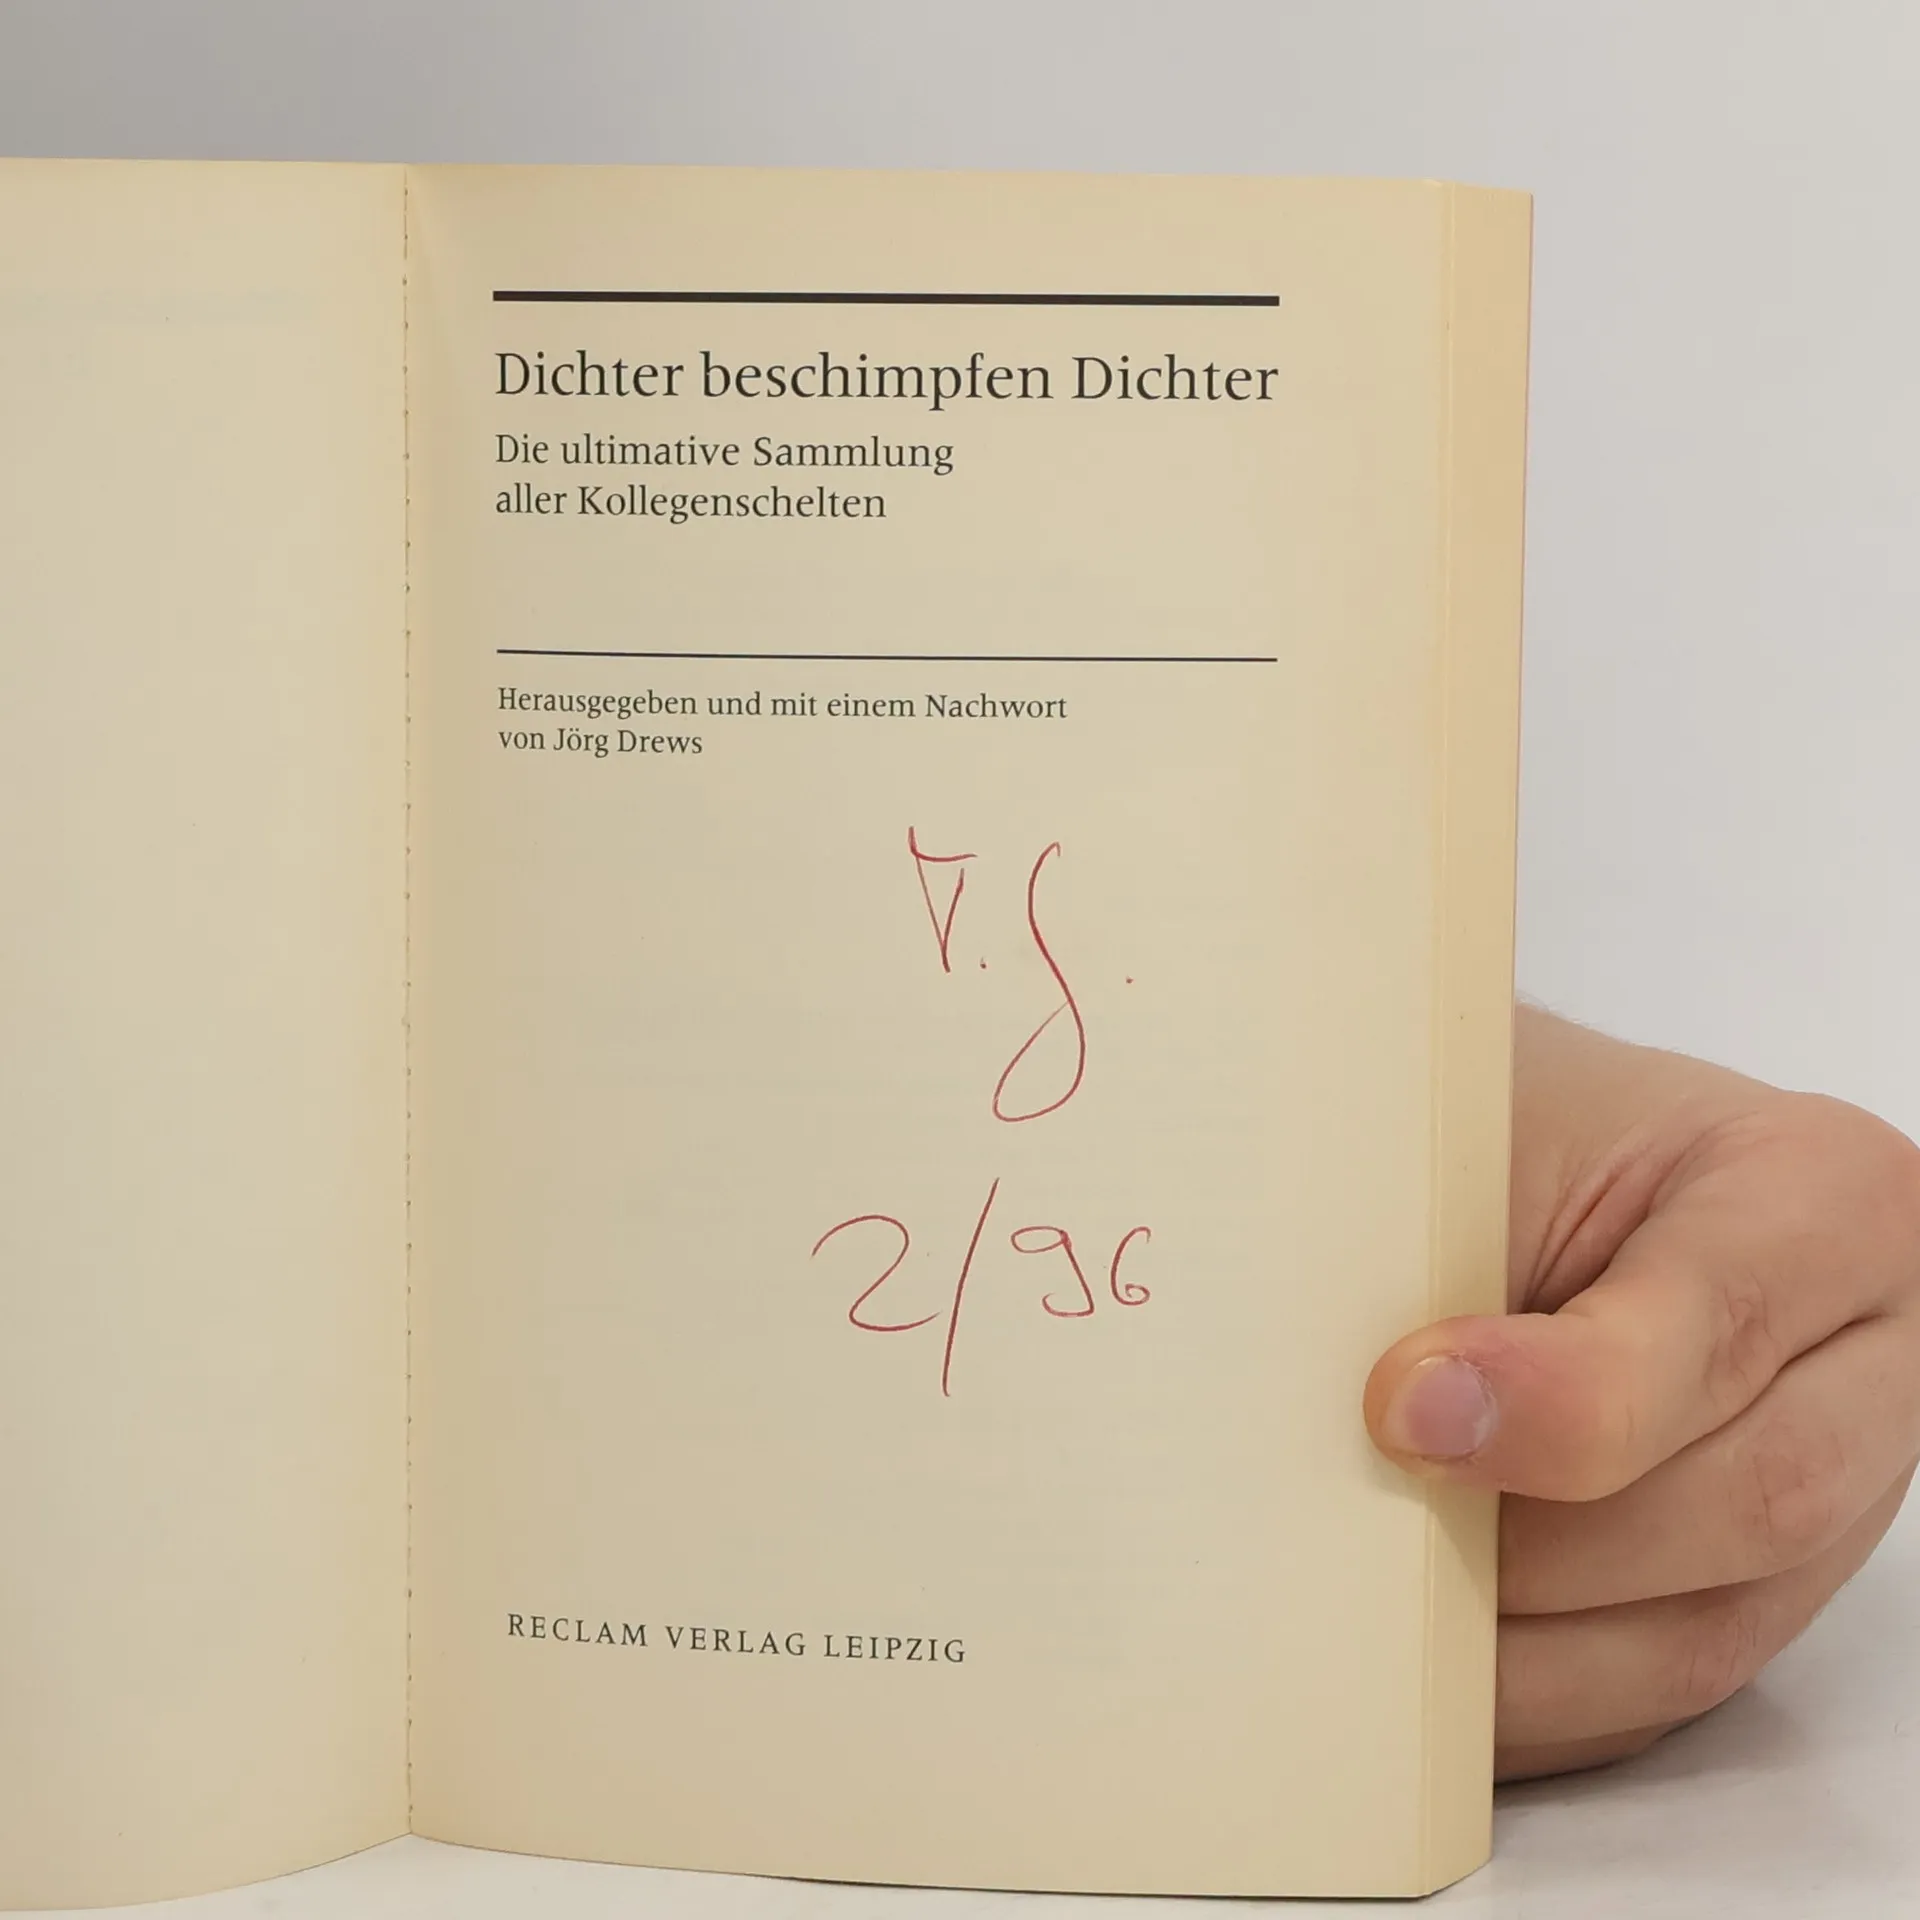 Dichter beschimpfen Dichter
Die ultimative Sammlung
aller Kollegenschelten
Herausgegeben und mit einem Nachwort
von Jörg Drews
2/96
RECLAM VERLAG LEIPZIG